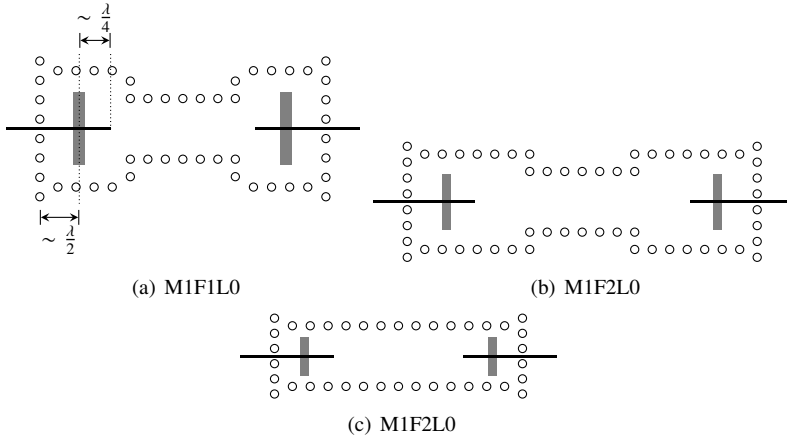 ∼ λ/4
∼ λ/2
(a) M1F1L0
(b) M1F2L0
(c) M1F2L0